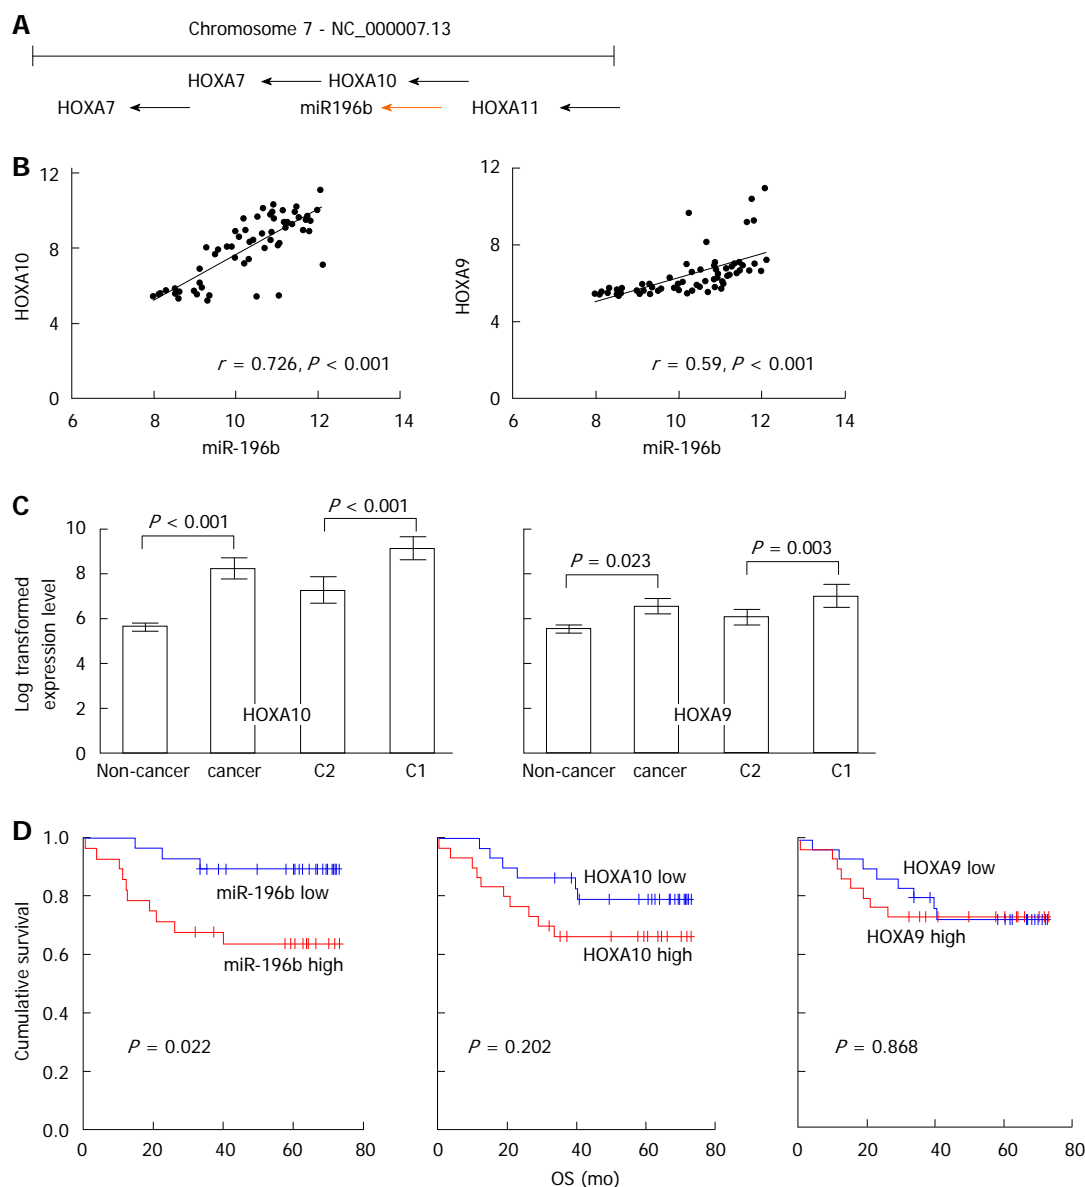 A
Chromosome 7 - NC_000007.13
HOXA7 HOXA10
HOXA7 miR196b HOXA11
B
12
8
4
0
HOXA10
r = 0.726, P < 0.001
6 8 10 12 14
miR-196b
12
8
4
0
HOXA9
r = 0.59, P < 0.001
6 8 10 12 14
miR-196b
C
Log transformed
expression level
10
8
6
4
2
0
P < 0.001
P < 0.001
HOXA10
Non-cancer cancer C2 C1
P = 0.023
P = 0.003
HOXA9
Non-cancer cancer C2 C1
D
Cumulative survival
1.0
0.8
0.6
0.4
0.2
0
miR-196b low
miR-196b high
P = 0.022
0 20 40 60 80
HOXA10 low
HOXA10 high
P = 0.202
0 20 40 60 80
OS (mo)
HOXA9 low
HOXA9 high
P = 0.868
0 20 40 60 80